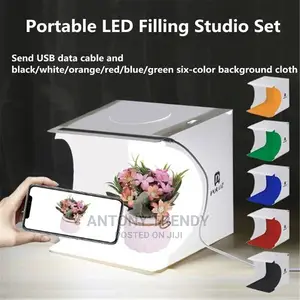 Portable LED Filling Studio Set
Send USB data cable and
black/white/orange/red/blue/green six-color background cloth
PULUZ
ANTONY TRENDY
POSTED ON JIJI